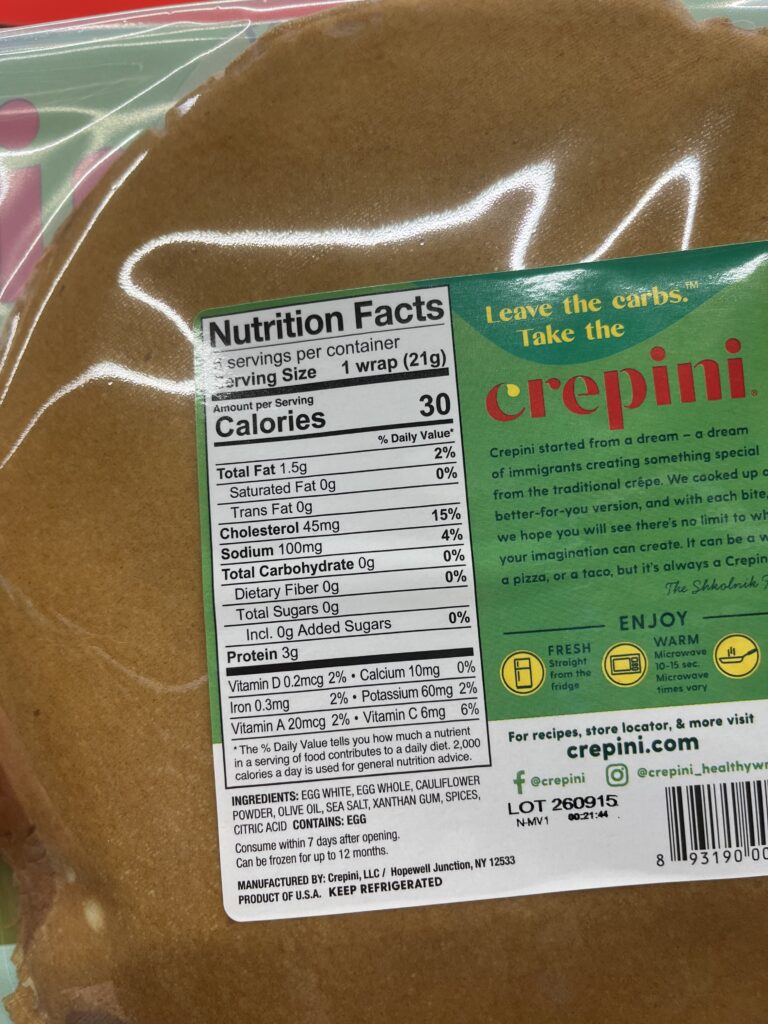 Nutrition Facts
servings per container
Serving Size 1 wrap (21g)
Amount per Serving
Calories 30
% Daily Value*
Total Fat 1.5g 2%
Saturated Fat 0g 0%
Trans Fat 0g
Cholesterol 45mg 15%
Sodium 100mg 4%
Total Carbohydrate 0g 0%
Dietary Fiber 0g 0%
Total Sugars 0g
Incl. 0g Added Sugars 0%
Protein 3g
Vitamin D 0.2mcg 2% • Calcium 10mg 0%
Iron 0.3mg 2% • Potassium 60mg 2%
Vitamin A 20mcg 2% • Vitamin C 6mg 6%
*The % Daily Value tells you how much a nutrient
in a serving of food contributes to a daily diet. 2,000
calories a day is used for general nutrition advice.
INGREDIENTS: EGG WHITE, EGG WHOLE, CAULIFLOWER
POWDER, OLIVE OIL, SEA SALT, XANTHAN GUM, SPICES,
CITRIC ACID CONTAINS: EGG
Consume within 7 days after opening.
Can be frozen for up to 12 months.
MANUFACTURED BY: Crepini, LLC / Hopewell Junction, NY 12533
PRODUCT OF U.S.A. KEEP REFRIGERATED
Leave the carbs.™
Take the
crepini®
Crepini started from a dream – a dream
of immigrants creating something special
from the traditional crêpe. We cooked up a
better-for-you version, and with each bite,
we hope you will see there's no limit to
your imagination can create. It can be a
a pizza, or a taco, but it's always a
The Shkolnik
ENJOY
FRESH
Straight
from the
fridge
WARM
Microwave
10-15 sec.
Microwave
times vary
For recipes, store locator, & more visit
crepini.com
@crepini @crepini_healthywr
LOT 260915
N-MV1 00:21:44
8 93190 00